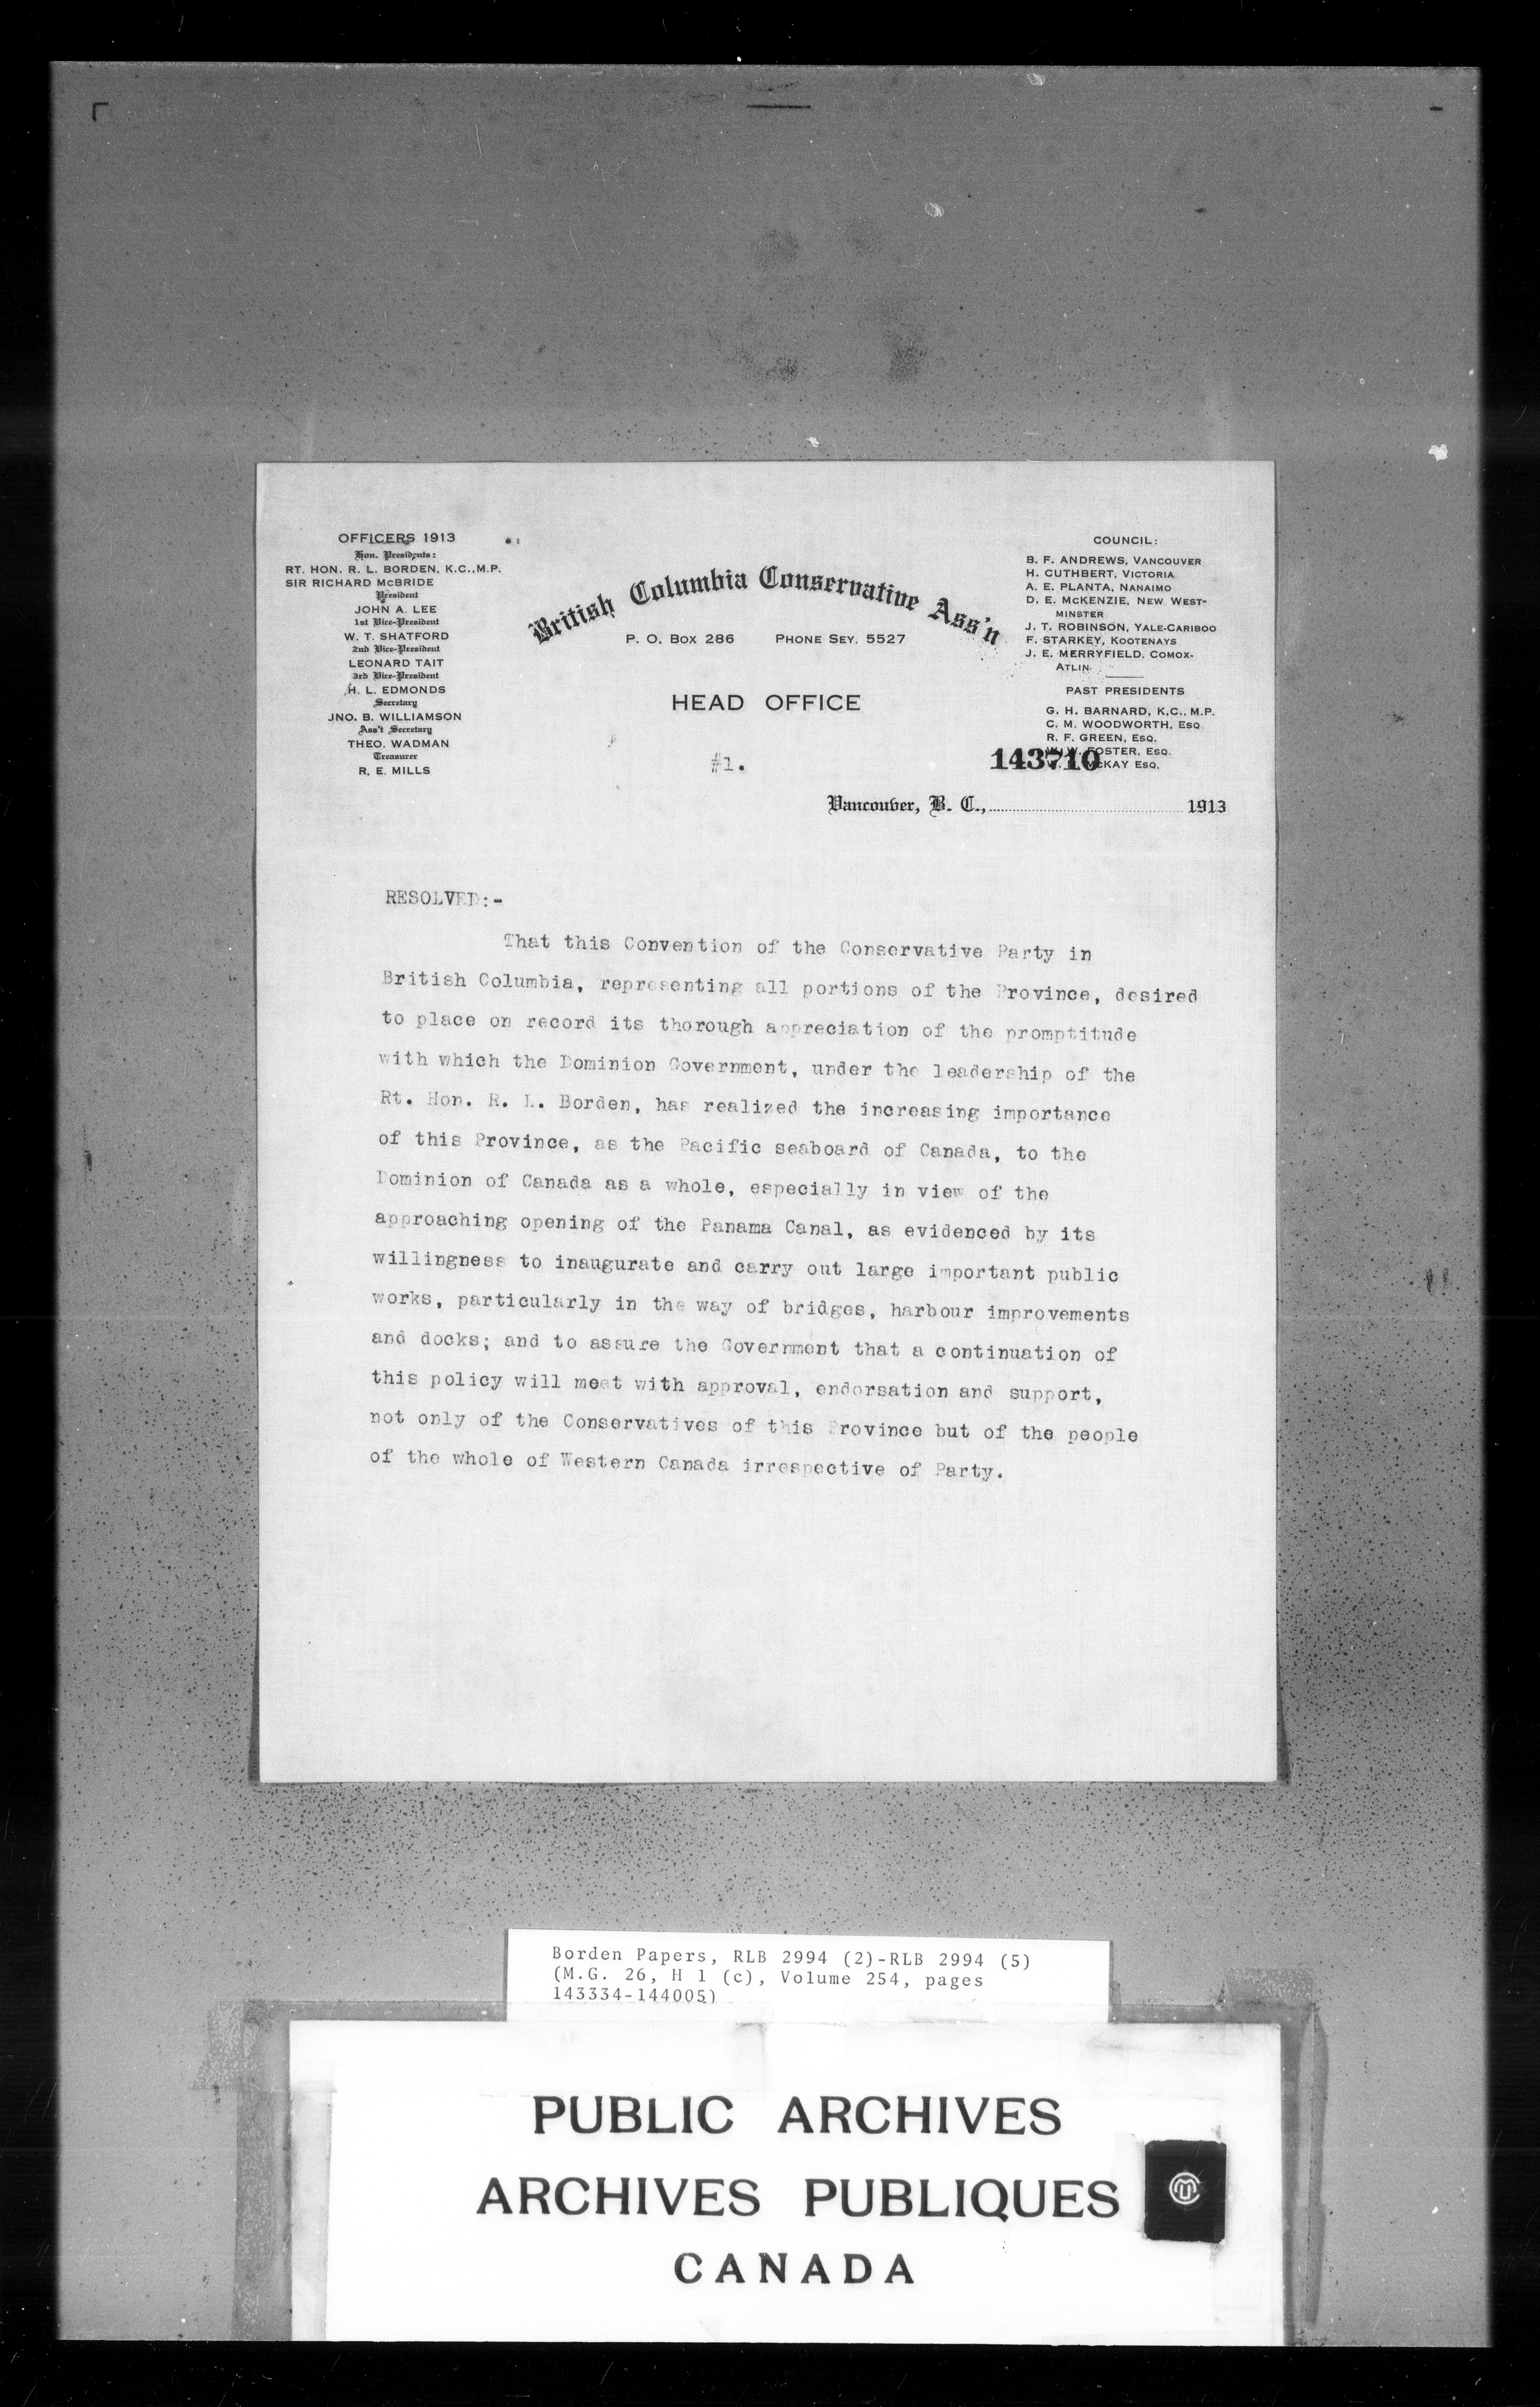 OFFICERS 1913
Hon. Presidents:
RT. HON. R. L. BORDEN, K.C.,M.P.
SIR RICHARD McBRIDE
President
JOHN A. LEE
1st Vice-President
W. T. SHATFORD
2nd Vice-President
LEONARD TAIT
3rd Vice-President
H. L. EDMONDS
Secretary
JNO. B. WILLIAMSON
Ass't Secretary
THEO. WADMAN
Treasurer
R. E. MILLS
British Columbia Conservative Ass'n
P. O. Box 286 PHONE SEY. 5527
HEAD OFFICE
#1.
COUNCIL:
B. F. ANDREWS, VANCOUVER
H. CUTHBERT, VICTORIA
A. E. PLANTA, NANAIMO
D. E. McKENZIE, NEW WEST-
MINSTER
J. T. ROBINSON, YALE-CARIBOO
F. STARKEY, KOOTENAYS
J. E. MERRYFIELD, COMOX-
ATLIN
PAST PRESIDENTS
G. H. BARNARD, K.C., M.P.
C. M. WOODWORTH, ESQ.
R. F. GREEN, ESQ.
FOSTER, ESQ.
McKAY ESQ.
143710
Vancouver, B. C., 1913
RESOLVED:-
That this Convention of the Conservative Party in
British Columbia, representing all portions of the Province, desired
to place on record its thorough appreciation of the promptitude
with which the Dominion Government, under the leadership of the
Rt. Hon. R. L. Borden, has realized the increasing importance
of this Province, as the Pacific seaboard of Canada, to the
Dominion of Canada as a whole, especially in view of the
approaching opening of the Panama Canal, as evidenced by its
willingness to inaugurate and carry out large important public
works, particularly in the way of bridges, harbour improvements
and docks; and to assure the Government that a continuation of
this policy will meet with approval, endorsation and support,
not only of the Conservatives of this Province but of the people
of the whole of Western Canada irrespective of Party.
Borden Papers, RLB 2994 (2)-RLB 2994 (5)
(M.G. 26, H 1 (c), Volume 254, pages
143334-144005)
PUBLIC ARCHIVES
ARCHIVES PUBLIQUES
CANADA